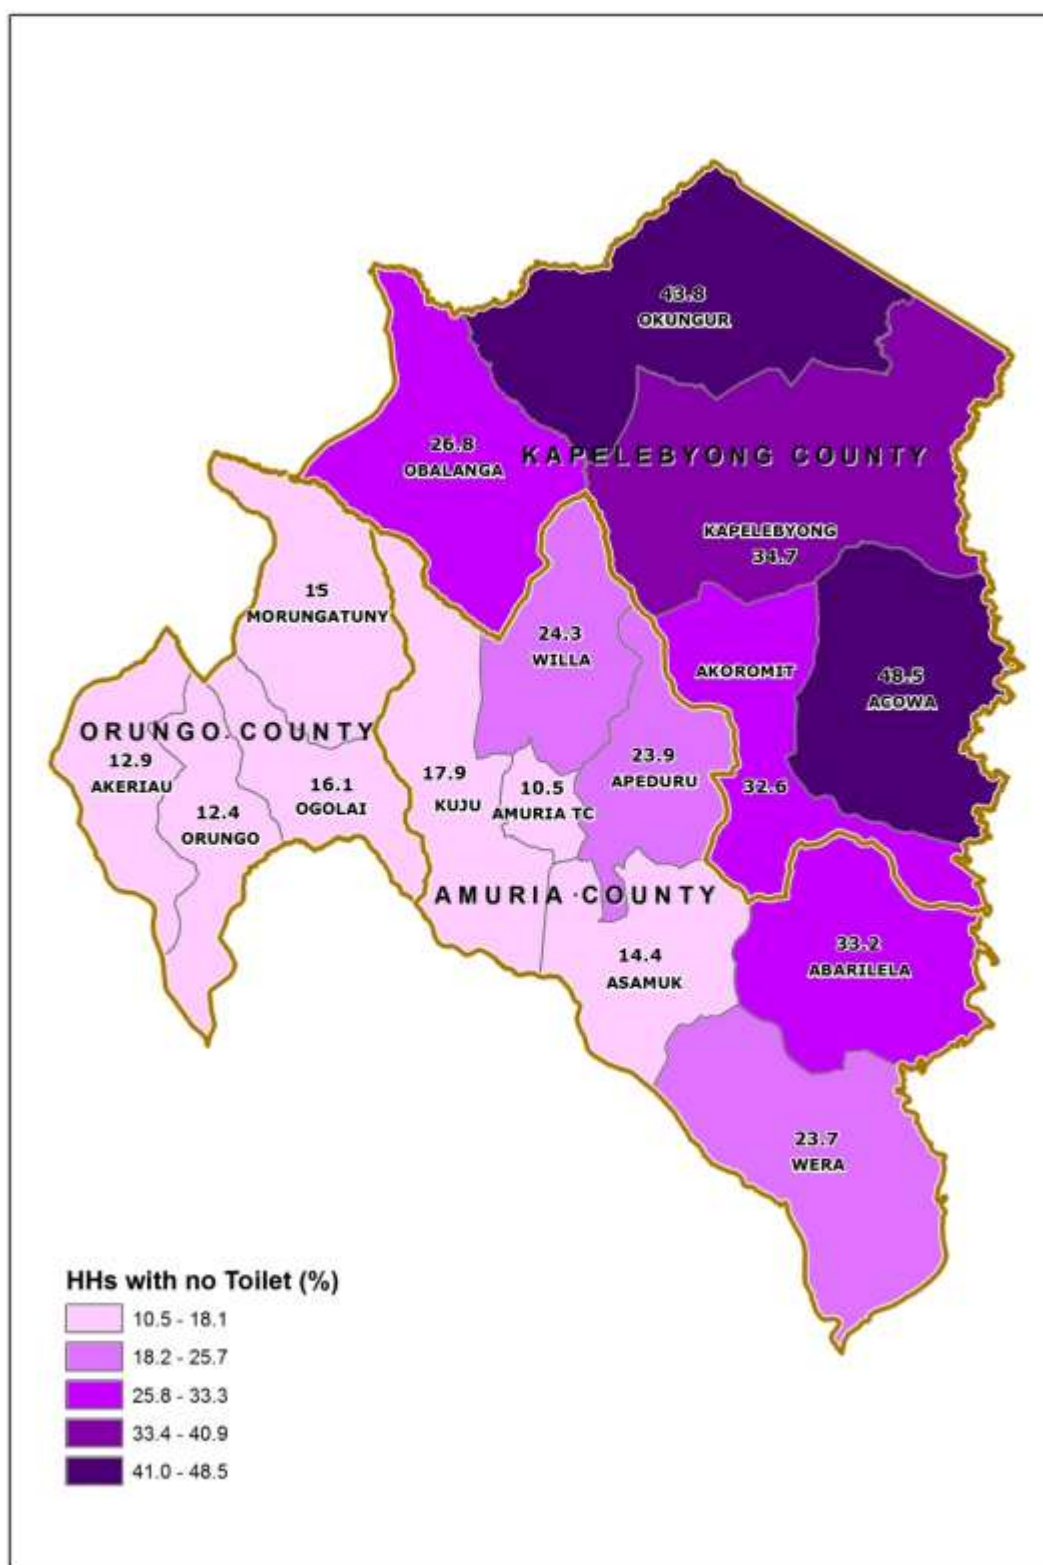 43.8
OKUNGUR
26.8
OBALANGA
KAPELEBYONG COUNTY
KAPELEBYONG
34.7
15
MORUNGATUNY
24.3
WILLA
AKOROMIT
48.5
ACOWA
ORUNGO COUNTY
12.9
AKERIAU
12.4
ORUNGO
16.1
OGOLAI
17.9
KUJU
10.5
AMURIA TC
23.9
APEDURU
32.6
AMURIA COUNTY
14.4
ASAMUK
33.2
ABARILELA
23.7
WERA
HHs with no Toilet (%)
10.5 - 18.1
18.2 - 25.7
25.8 - 33.3
33.4 - 40.9
41.0 - 48.5